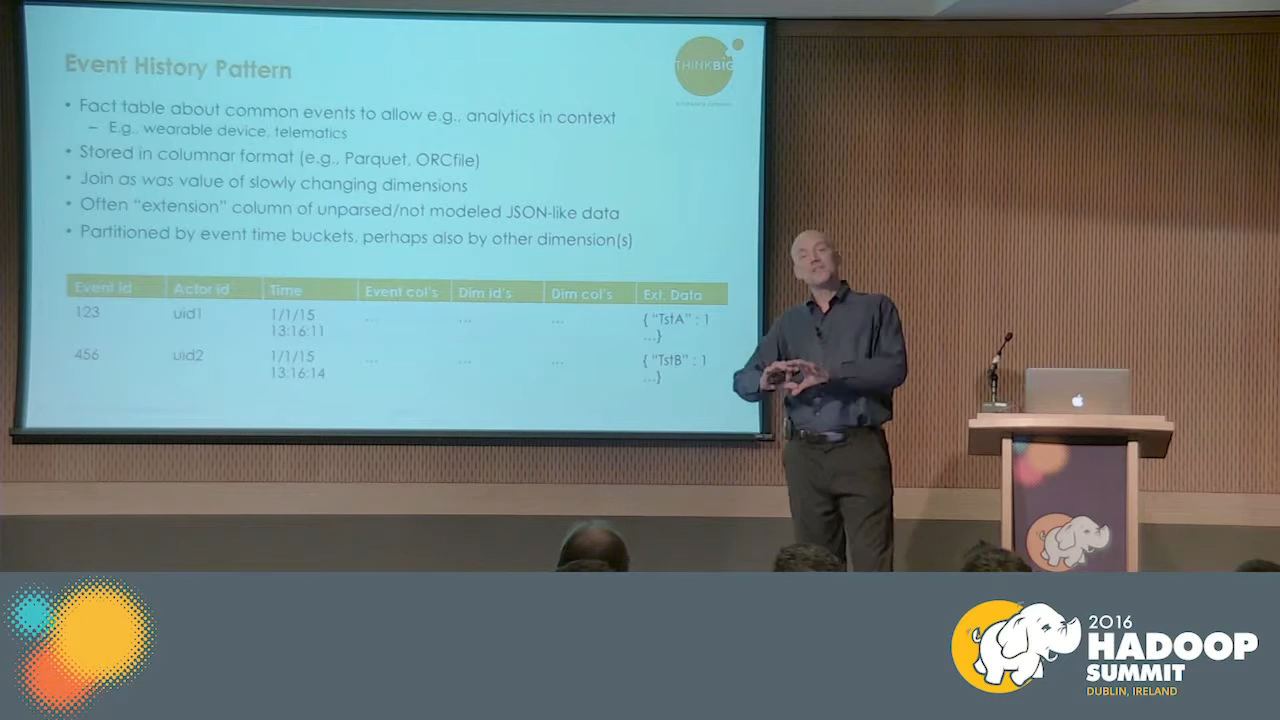 Event History Pattern
THINKBIG
• Fact table about common events to allow e.g., analytics in context
– E.g., wearable device, telematics
• Stored in columnar format (e.g., Parquet, ORCfile)
• Join as was value of slowly changing dimensions
• Often “extension” column of unparsed/not modeled JSON-like data
• Partitioned by event time buckets, perhaps also by other dimension(s)
Event id Actor id Time Event col's Dim id's Dim col's Ext. Data
123 uid1 1/1/15 ... ... ... { “TstA” : 1
13:16:11 ...}
456 uid2 1/1/15 ... ... ... { “TstB” : 1
13:16:14 ...}
2016
HADOOP
SUMMIT
DUBLIN, IRELAND